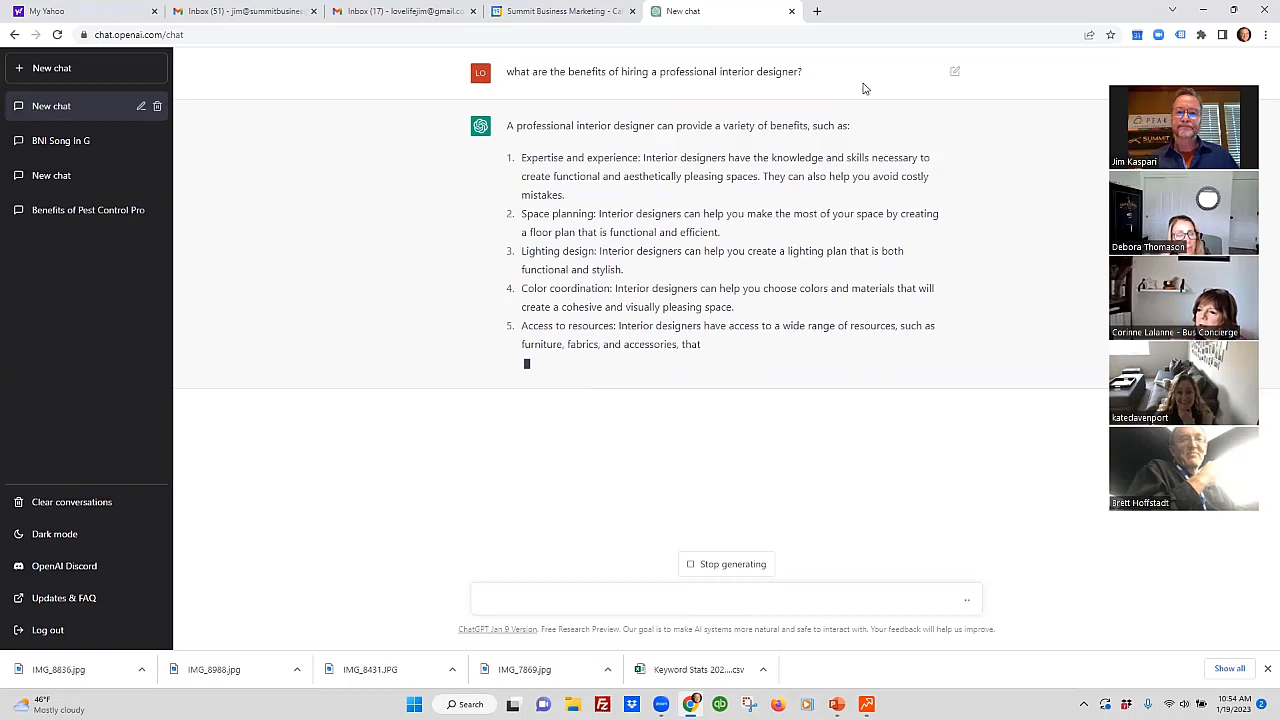 My Yahoo
Inbox (51) - jim@summitbusines
Inbox (17) - lovelifejim@gmail.c
Summit Business Marketing - Ca
New chat
chat.openai.com/chat
New chat
New chat
BNI Song In G
New chat
Benefits of Pest Control Pro
Clear conversations
Dark mode
OpenAI Discord
Updates & FAQ
Log out
LO
what are the benefits of hiring a professional interior designer?
A professional interior designer can provide a variety of benefits, such as:
1. Expertise and experience: Interior designers have the knowledge and skills necessary to
create functional and aesthetically pleasing spaces. They can also help you avoid costly
mistakes.
2. Space planning: Interior designers can help you make the most of your space by creating
a floor plan that is functional and efficient.
3. Lighting design: Interior designers can help you create a lighting plan that is both
functional and stylish.
4. Color coordination: Interior designers can help you choose colors and materials that will
create a cohesive and visually pleasing space.
5. Access to resources: Interior designers have access to a wide range of resources, such as
furniture, fabrics, and accessories, that
Stop generating
ChatGPT Jan 9 Version. Free Research Preview. Our goal is to make AI systems more natural and safe to interact with. Your feedback will help us improve.
PEAK
SUMMIT
Jim Kaspari
Debora Thomason
Corinne Lalanne - Bus Concierge
katedavenport
Brett Hoffstadt
IMG_8836.jpg
IMG_8988.jpg
IMG_8431.JPG
IMG_7869.jpg
Keyword Stats 202....csv
Show all
46°F
Mostly cloudy
Search
10:54 AM
1/19/2023
2